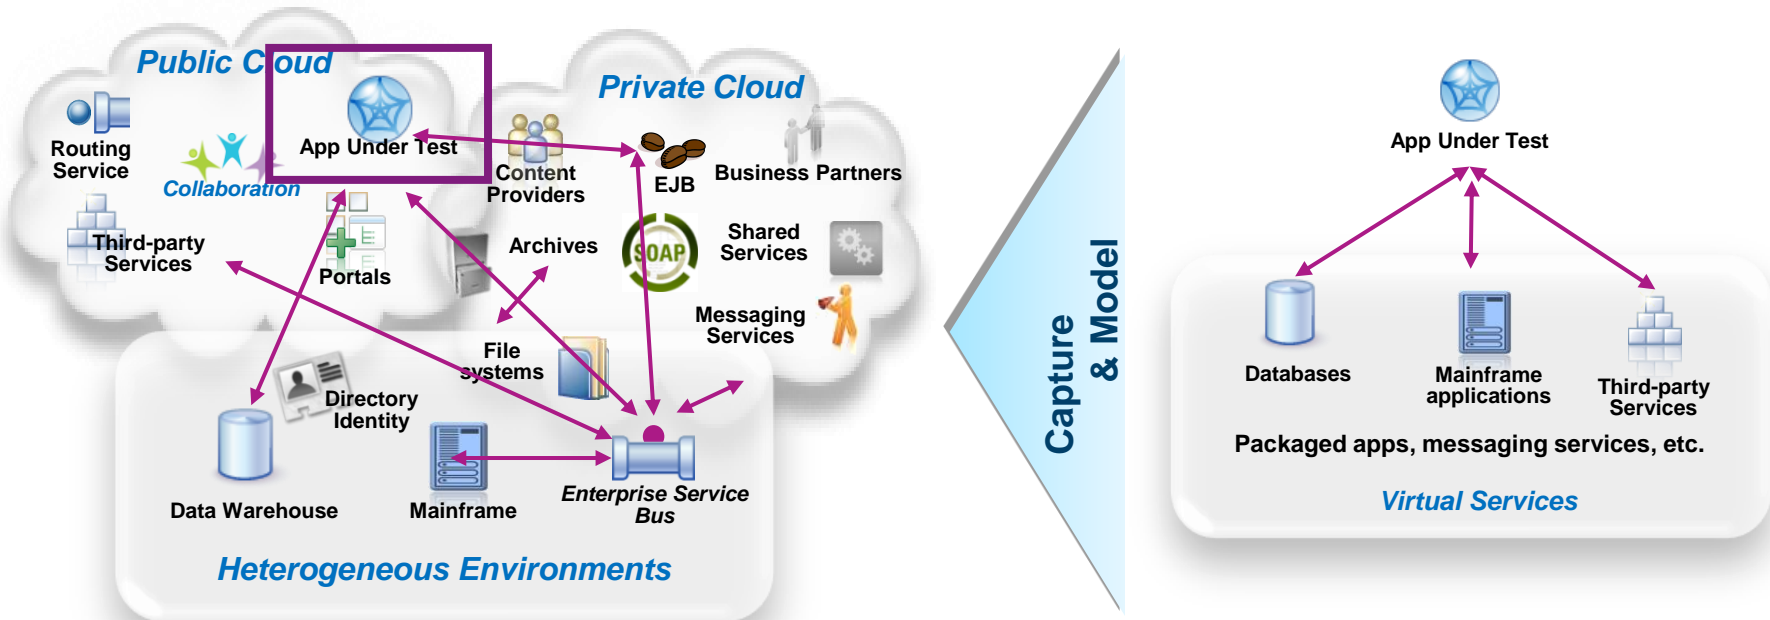 Public Cloud
Private Cloud
Routing
Service
Collaboration
App Under Test
Content
Providers
EJB
Business Partners
Third-party
Services
Portals
Archives
SOAP
Shared
Services
Messaging
Services
File
systems
Directory
Identity
Data Warehouse
Mainframe
Enterprise Service
Bus
Heterogeneous Environments
Capture
& Model
App Under Test
Databases
Mainframe
applications
Third-party
Services
Packaged apps, messaging services, etc.
Virtual Services